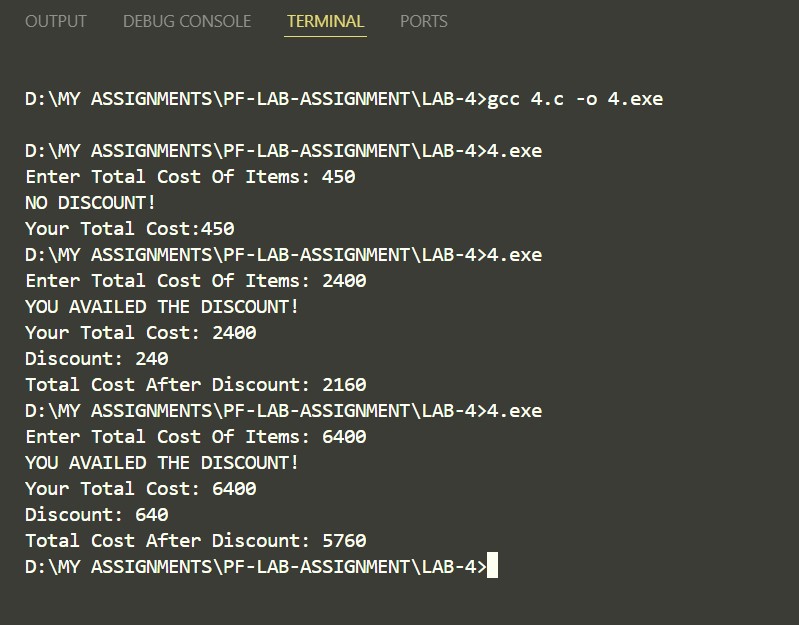 OUTPUT DEBUG CONSOLE TERMINAL PORTS
D:\MY ASSIGNMENTS\PF-LAB-ASSIGNMENT\LAB-4>gcc 4.c -o 4.exe
D:\MY ASSIGNMENTS\PF-LAB-ASSIGNMENT\LAB-4>4.exe
Enter Total Cost Of Items: 450
NO DISCOUNT!
Your Total Cost:450
D:\MY ASSIGNMENTS\PF-LAB-ASSIGNMENT\LAB-4>4.exe
Enter Total Cost Of Items: 2400
YOU AVAILED THE DISCOUNT!
Your Total Cost: 2400
Discount: 240
Total Cost After Discount: 2160
D:\MY ASSIGNMENTS\PF-LAB-ASSIGNMENT\LAB-4>4.exe
Enter Total Cost Of Items: 6400
YOU AVAILED THE DISCOUNT!
Your Total Cost: 6400
Discount: 640
Total Cost After Discount: 5760
D:\MY ASSIGNMENTS\PF-LAB-ASSIGNMENT\LAB-4>